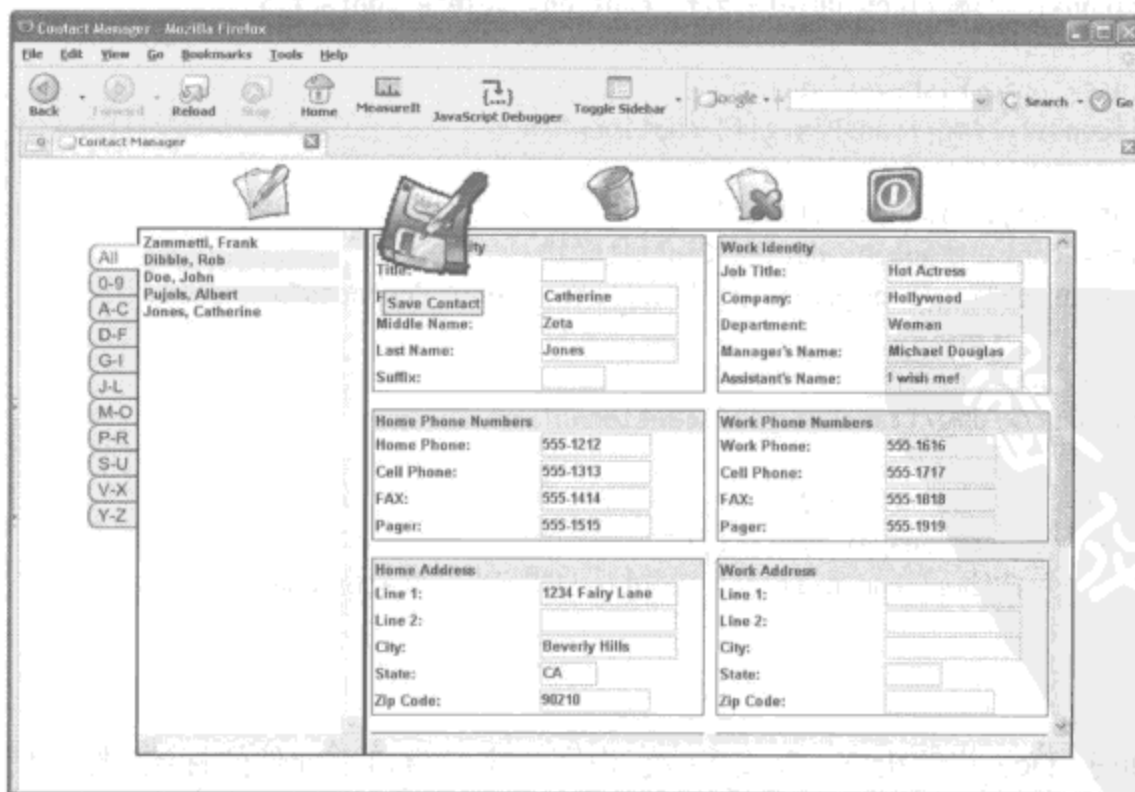 Contact Manager - Mozilla Firefox
File Edit View Go Bookmarks Tools Help
Back Forward Reload Stop Home MeasureIt JavaScript Debugger Toggle Sidebar Google Search Go
G Contact Manager
All
0-9
A-C
D-F
G-I
J-L
M-O
P-R
S-U
V-X
Y-Z
Zammetti, Frank
Dibble, Rob
Doe, John
Pujols, Albert
Jones, Catherine
Title:
Save Contact
Catherine
Middle Name: Zeta
Last Name: Jones
Suffix:
Work Identity
Job Title: Hot Actress
Company: Hollywood
Department: Woman
Manager's Name: Michael Douglas
Assistant's Name: I wish me!
Home Phone Numbers
Home Phone: 555-1212
Cell Phone: 555-1313
FAX: 555-1414
Pager: 555-1515
Work Phone Numbers
Work Phone: 555-1616
Cell Phone: 555-1717
FAX: 555-1818
Pager: 555-1919
Home Address
Line 1: 1234 Fairy Lane
Line 2:
City: Beverly Hills
State: CA
Zip Code: 90210
Work Address
Line 1:
Line 2:
City:
State:
Zip Code: